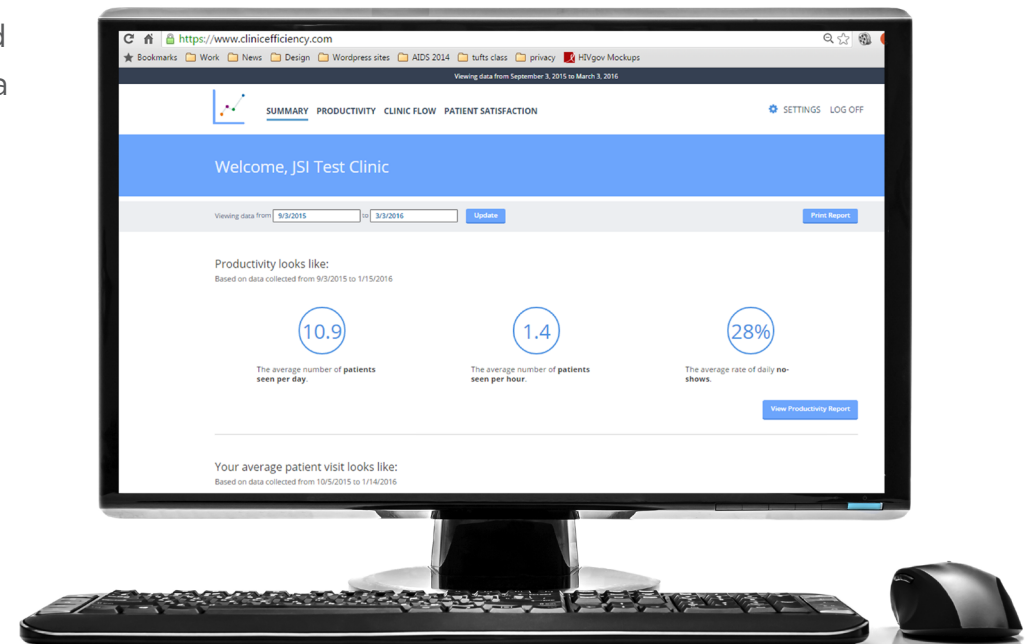 d
a
https://www.clinicefficiency.com
Bookmarks Work News Design Wordpress sites AIDS 2014 tufts class privacy HIVgov Mockups
Viewing data from September 3, 2015 to March 3, 2016
SUMMARY PRODUCTIVITY CLINIC FLOW PATIENT SATISFACTION SETTINGS LOG OFF
Welcome, JSI Test Clinic
Viewing data from 9/3/2015 to 3/3/2016 Update Print Report
Productivity looks like:
Based on data collected from 9/3/2015 to 1/15/2016
10.9 1.4 28%
The average number of patients The average number of patients The average rate of daily no-
seen per day. seen per hour. shows.
View Productivity Report
Your average patient visit looks like:
Based on data collected from 10/5/2015 to 1/14/2016